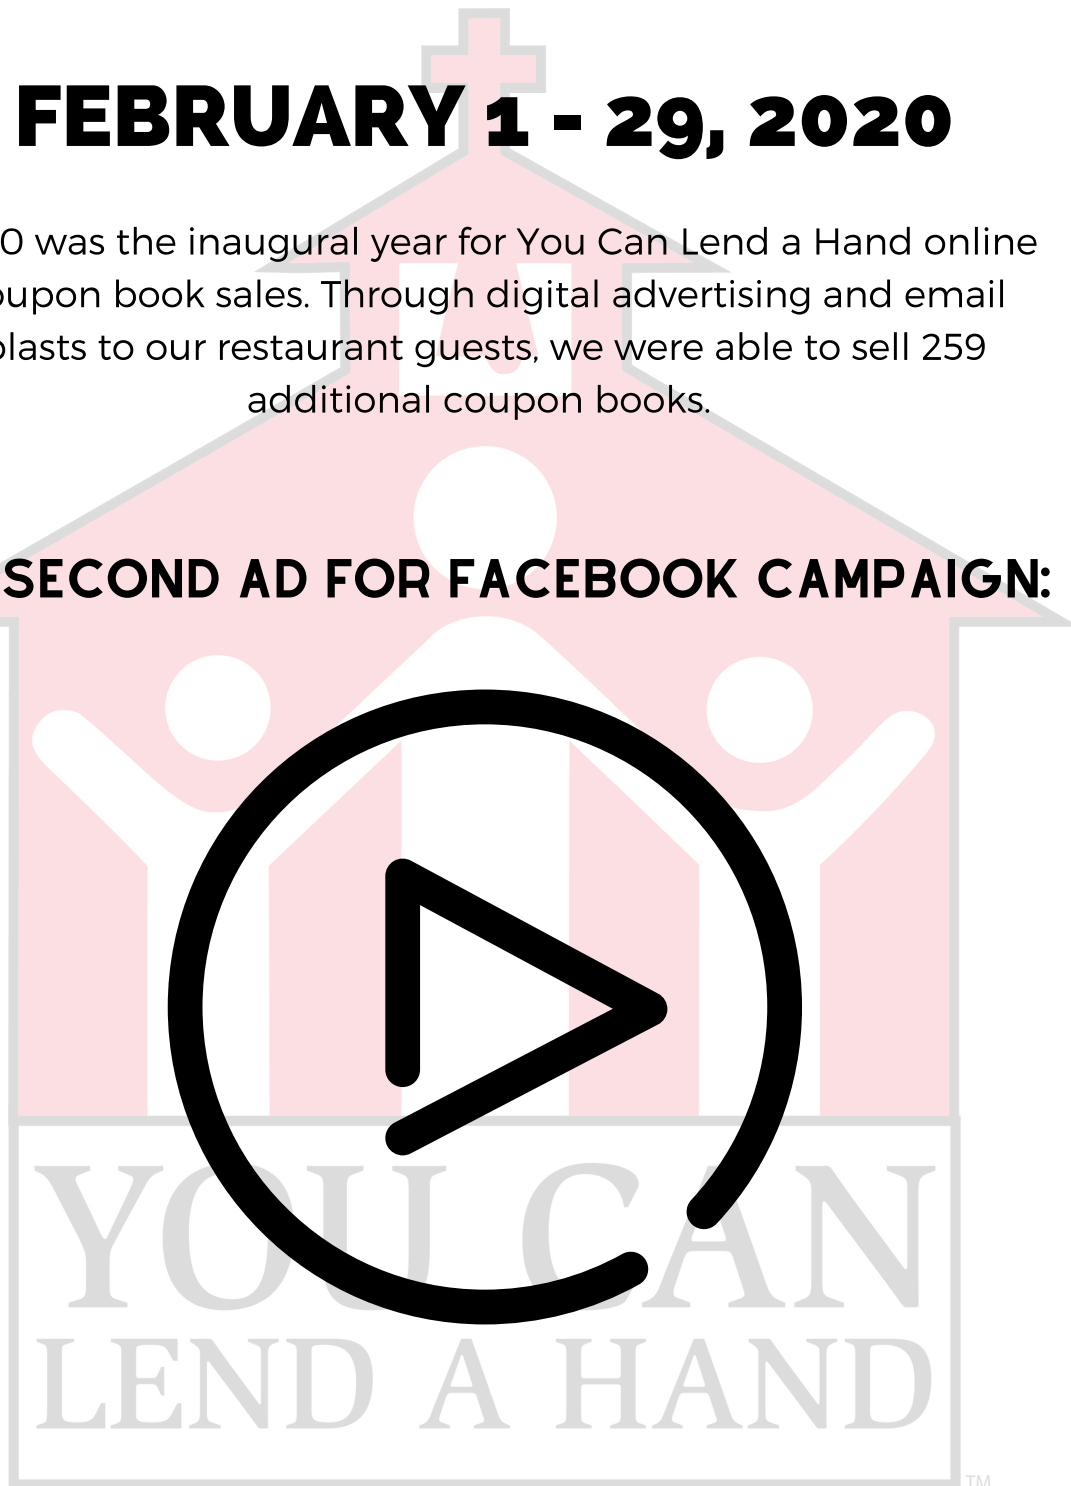 FEBRUARY 1 - 29, 2020
0 was the inaugural year for You Can Lend a Hand online
oupon book sales. Through digital advertising and email
blasts to our restaurant guests, we were able to sell 259
additional coupon books.
SECOND AD FOR FACEBOOK CAMPAIGN:
YOU CAN
LEND A HAND
TM